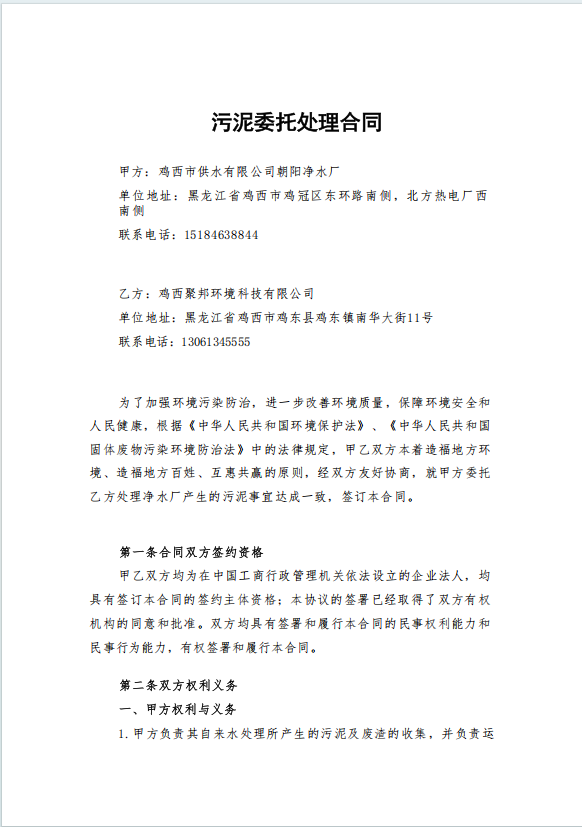 污泥委托处理合同
甲方：鸡西市供水有限公司朝阳净水厂
单位地址：黑龙江省鸡西市鸡冠区东环路南侧，北方热电厂西
南侧
联系电话：15184638844
乙方：鸡西聚邦环境科技有限公司
单位地址：黑龙江省鸡西市鸡东县鸡东镇南华大街11号
联系电话：13061345555
为了加强环境污染防治，进一步改善环境质量，保障环境安全和
人民健康，根据《中华人民共和国环境保护法》、《中华人民共和国
固体废物污染环境防治法》中的法律规定，甲乙双方本着造福地方环
境、造福地方百姓、互惠共赢的原则，经双方友好协商，就甲方委托
乙方处理净水厂产生的污泥事宜达成一致，签订本合同。
第一条合同双方签约资格
甲乙双方均为在中国工商行政管理机关依法设立的企业法人，均
具有签订本合同的签约主体资格；本协议的签署已经取得了双方有权
机构的同意和批准。双方均具有签署和履行本合同的民事权利能力和
民事行为能力，有权签署和履行本合同。
第二条双方权利义务
一、甲方权利与义务
1.甲方负责其自来水处理所产生的污泥及废渣的收集，并负责运